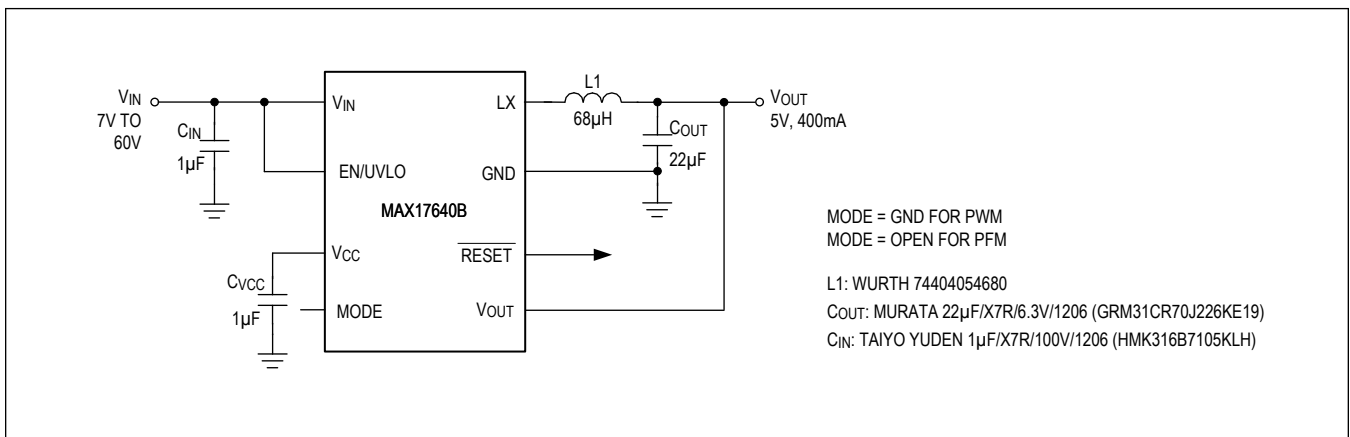 VIN
7V TO
60V
CIN
1µF
VIN
EN/UVLO
MAX17640B
VCC
CVCC
1µF
MODE
LX
GND
RESET
VOUT
L1
68µH
COUT
22µF
VOUT
5V, 400mA
MODE = GND FOR PWM
MODE = OPEN FOR PFM
L1: WURTH 74404054680
COUT: MURATA 22µF/X7R/6.3V/1206 (GRM31CR70J226KE19)
CIN: TAIYO YUDEN 1µF/X7R/100V/1206 (HMK316B7105KLH)